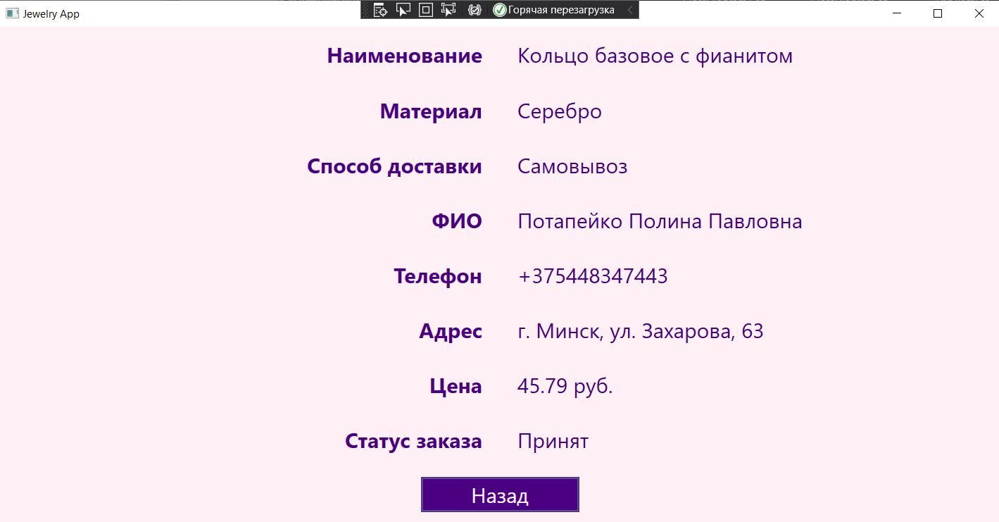 Jewelry App
Горячая перезагрузка
Наименование Кольцо базовое с фианитом
Материал Серебро
Способ доставки Самовывоз
ФИО Потапейко Полина Павловна
Телефон +375448347443
Адрес г. Минск, ул. Захарова, 63
Цена 45.79 руб.
Статус заказа Принят
Назад